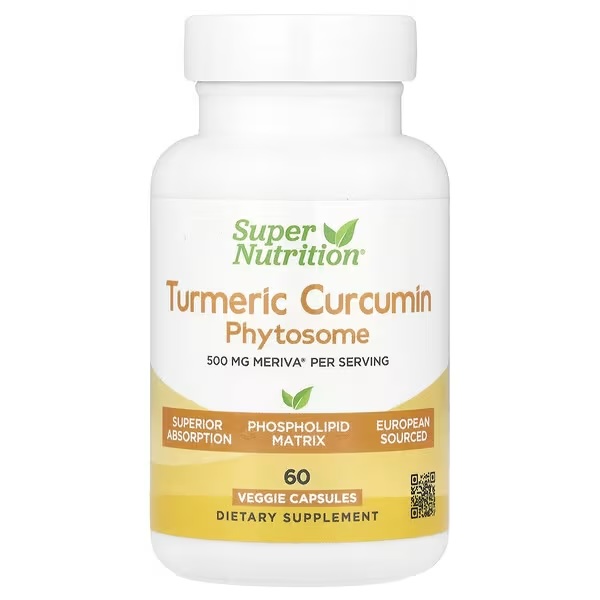 Super
Nutrition®
Turmeric Curcumin
Phytosome
500 MG MERIVA® PER SERVING
SUPERIOR
ABSORPTION
PHOSPHOLIPID
MATRIX
EUROPEAN
SOURCED
60
VEGGIE CAPSULES
DIETARY SUPPLEMENT